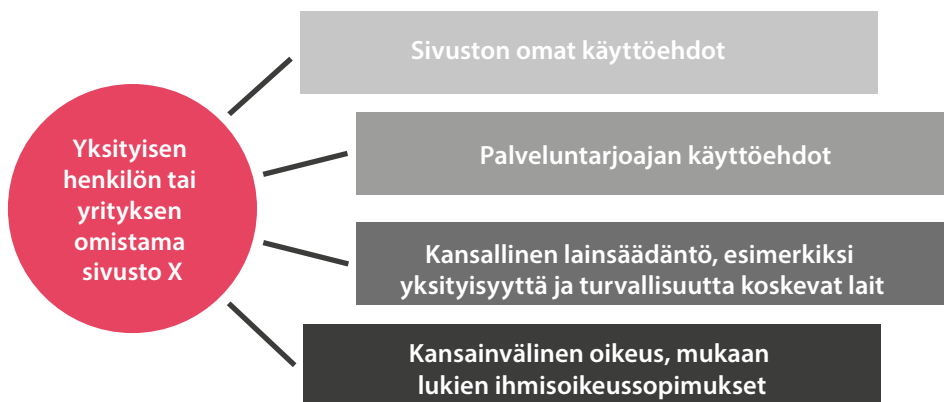 Yksityisen
henkilön tai
yrityksen
omistama
sivusto X
Sivuston omat käyttöehdot
Palveluntarjoajan käyttöehdot
Kansallinen lainsäädäntö, esimerkiksi
yksityisyyttä ja turvallisuutta koskevat lait
Kansainvälinen oikeus, mukaan
lukien ihmisoikeussopimukset